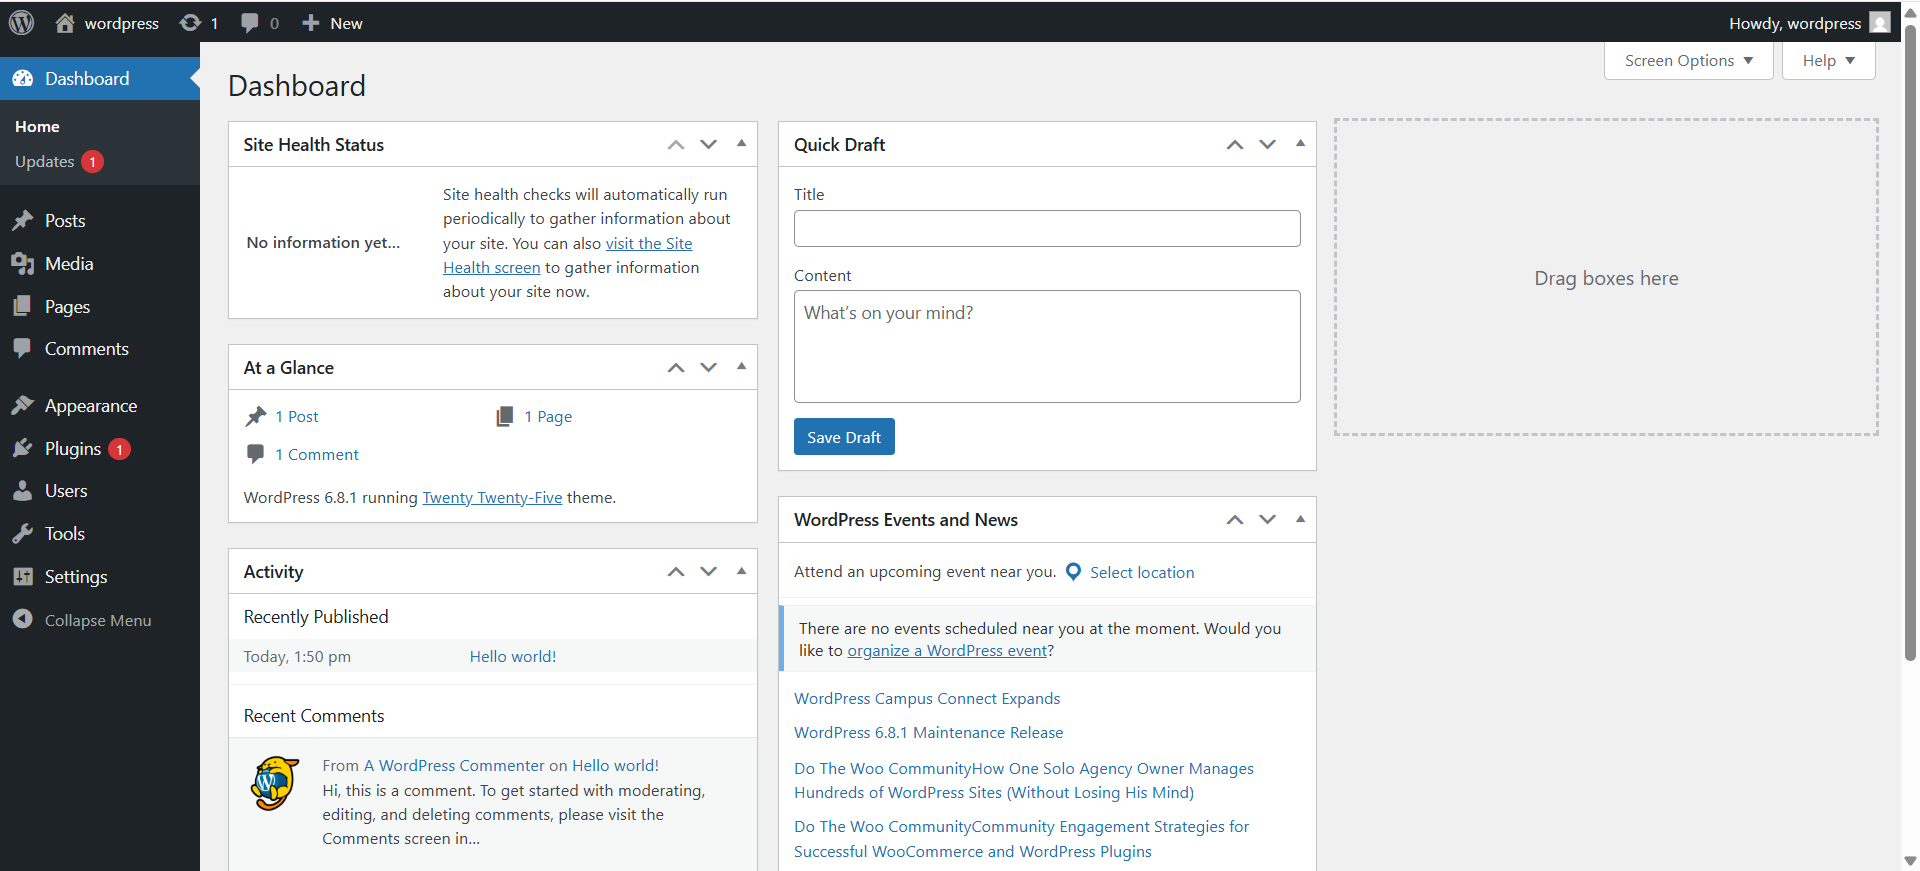 wordpress
1
0
New
Howdy, wordpress
Dashboard
Home
Updates 1
Posts
Media
Pages
Comments
Appearance
Plugins 1
Users
Tools
Settings
Collapse Menu
Screen Options
Help
Dashboard
Site Health Status
No information yet...
Site health checks will automatically run
periodically to gather information about
your site. You can also visit the Site
Health screen to gather information
about your site now.
At a Glance
1 Post
1 Page
1 Comment
WordPress 6.8.1 running Twenty Twenty-Five theme.
Activity
Recently Published
Today, 1:50 pm
Hello world!
Recent Comments
From A WordPress Commenter on Hello world!
Hi, this is a comment. To get started with moderating,
editing, and deleting comments, please visit the
Comments screen in...
Quick Draft
Title
Content
What's on your mind?
Save Draft
WordPress Events and News
Attend an upcoming event near you. Select location
There are no events scheduled near you at the moment. Would you
like to organize a WordPress event?
WordPress Campus Connect Expands
WordPress 6.8.1 Maintenance Release
Do The Woo CommunityHow One Solo Agency Owner Manages
Hundreds of WordPress Sites (Without Losing His Mind)
Do The Woo CommunityCommunity Engagement Strategies for
Successful WooCommerce and WordPress Plugins
Drag boxes here